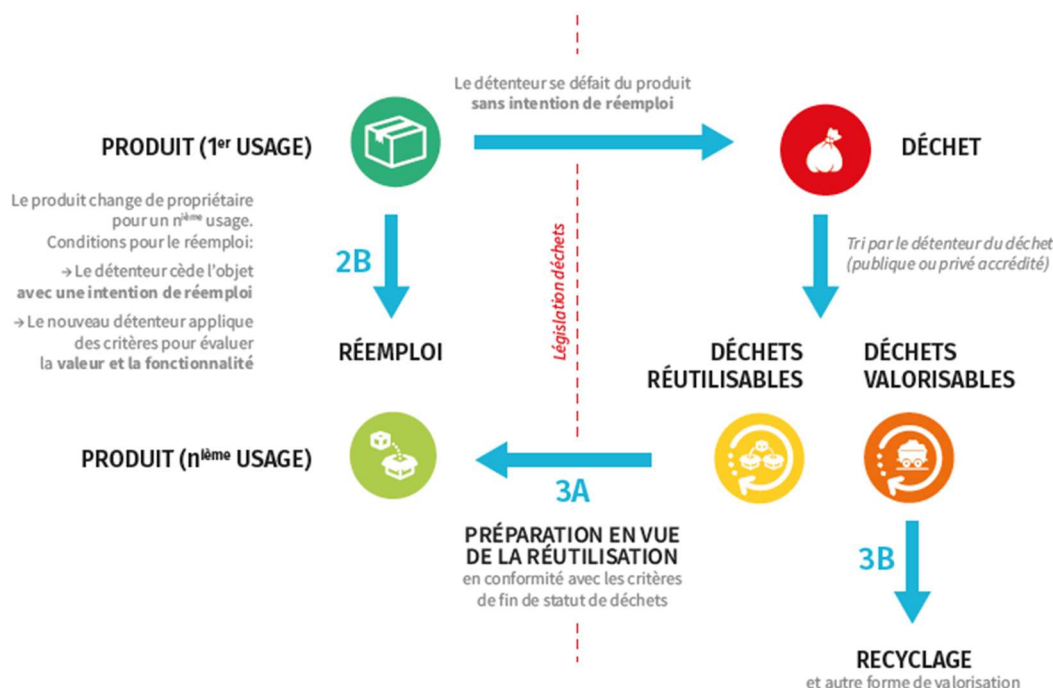 Le détenteur se défait du produit
sans intention de réemploi
PRODUIT (1er USAGE)
DÉCHET
Le produit change de propriétaire
pour un nième usage.
Conditions pour le réemploi:
→ Le détenteur cède l'objet
avec une intention de réemploi
→ Le nouveau détenteur applique
des critères pour évaluer
la valeur et la fonctionalité
2B
Législation déchets
Tri par le détenteur du déchet
(publique ou privé accrédité)
RÉEMPLOI
DÉCHETS
RÉUTILISABLES
DÉCHETS
VALORISABLES
PRODUIT (nième USAGE)
3A
PRÉPARATION EN VUE
DE LA RÉUTILISATION
en conformité avec les critères
de fin de statut de déchets
3B
RECYCLAGE
et autre forme de valorisation